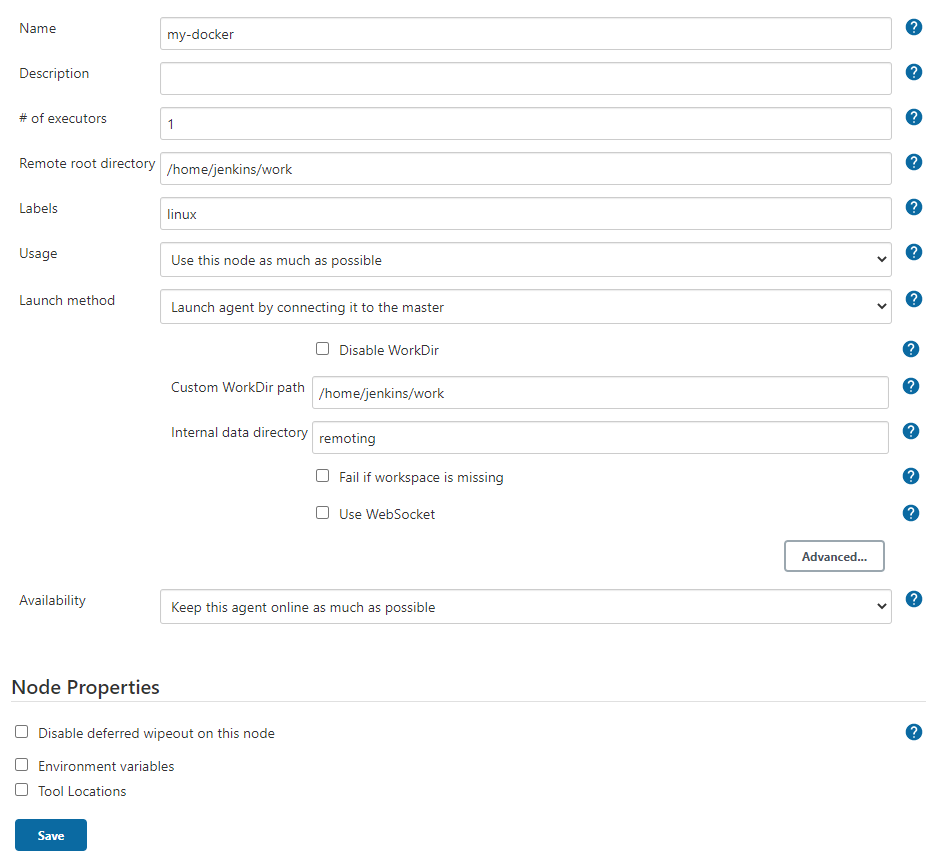 Name
my-docker
?
Description
?
# of executors
1
?
Remote root directory
/home/jenkins/work
?
Labels
linux
?
Usage
Use this node as much as possible
?
Launch method
Launch agent by connecting it to the master
?
Disable WorkDir
?
Custom WorkDir path
/home/jenkins/work
?
Internal data directory
remoting
?
Fail if workspace is missing
?
Use WebSocket
?
Advanced...
Availability
Keep this agent online as much as possible
?
Node Properties
Disable deferred wipeout on this node
?
Environment variables
Tool Locations
Save